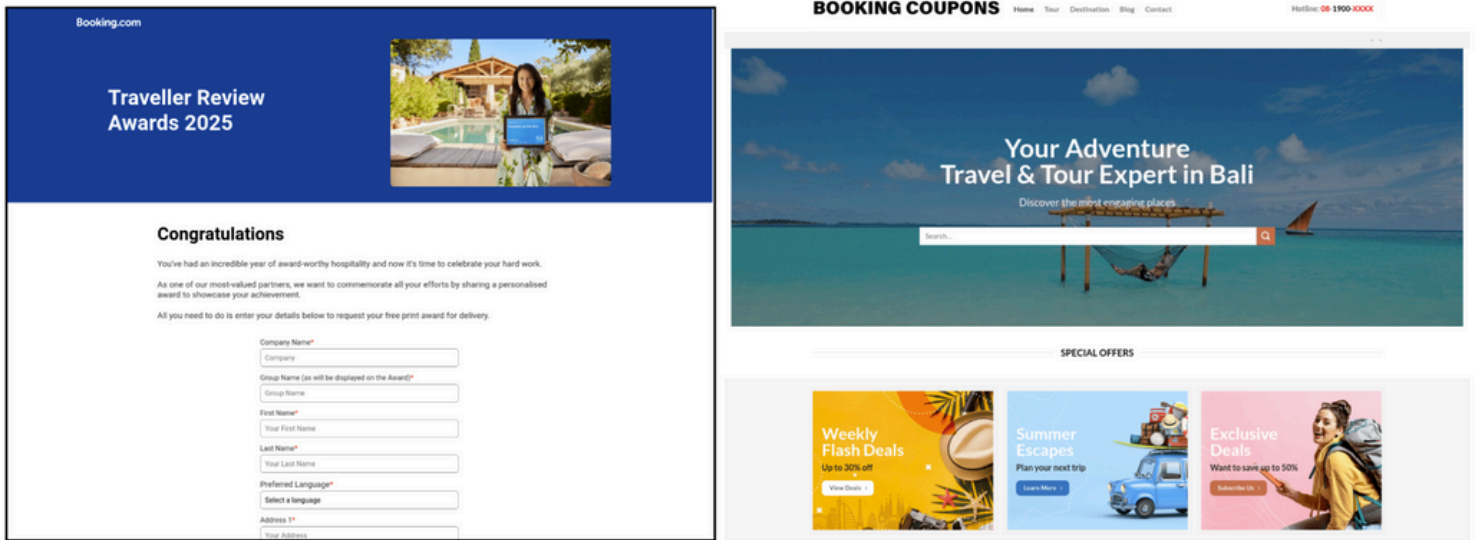 Booking.com
Traveller Review
Awards 2025
Congratulations
You've had an incredible year of award-worthy hospitality and now it's time to celebrate your hard work.
As one of our most-valued partners, we want to commemorate all your efforts by sharing a personalised
award to showcase your achievement.
All you need to do is enter your details below to request your free print award for delivery.
Company Name*
Company
Group Name (as will be displayed on the Award)*
Group Name
First Name*
Your First Name
Last Name*
Your Last Name
Preferred Language*
Select a language
Address 1*
Your Address
BOOKING COUPONS
Home Tour Destination Blog Contact
Hotline: 08-1900-XXXX
Your Adventure
Travel & Tour Expert in Bali
Discover the most engaging places
Search...
SPECIAL OFFERS
Weekly
Flash Deals
Up to 30% off
View Deals
Summer
Escapes
Plan your next trip
Learn More
Exclusive
Deals
Want to save up to 50%
Subscribe Us